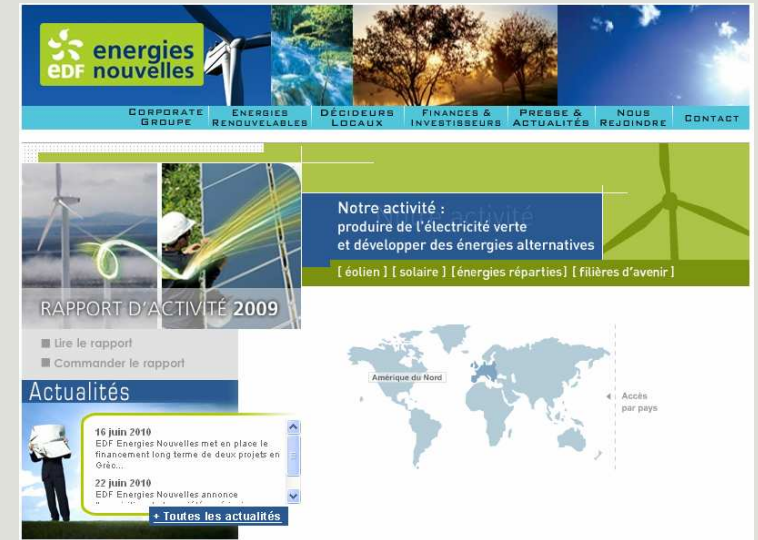 energies
EDF nouvelles
CORPORATE GROUPE
ENERGIES RENOUVELABLES
DÉCIDEURS LOCAUX
FINANCES & INVESTISSEURS
PRESSE & ACTUALITÉS
NOUS REJOINDRE
CONTACT
Notre activité :
produire de l'électricité verte
et développer des énergies alternatives
[ éolien ] [ solaire ] [énergies réparties] [ filières d'avenir ]
RAPPORT D'ACTIVITÉ 2009
Lire le rapport
Commander le rapport
Amérique du Nord
Accès
par pays
Actualités
16 juin 2010
EDF Energies Nouvelles met en place le
financement long terme de deux projets en
Grèc...
22 juin 2010
EDF Energies Nouvelles annonce
+ Toutes les actualités